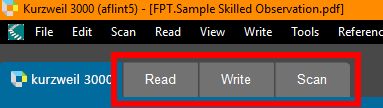 Kurzweil 3000 (aflint5) - [FPT.Sample Skilled Observation.pdf]
File Edit Scan Read View Write Tools Referenc
kurzweil 3000 Read Write Scan